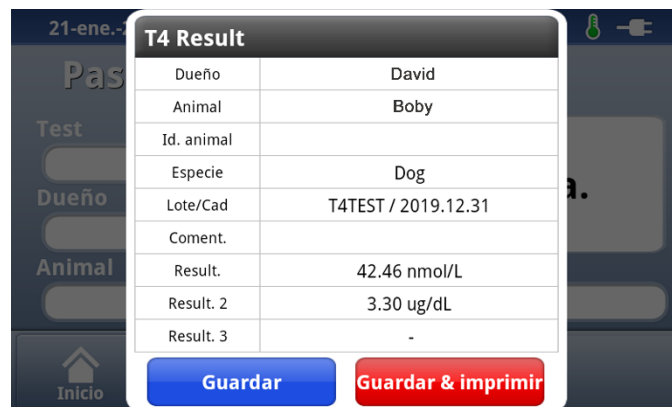 21-ene.-2
T4 Result
Pas
Dueño David
Animal Boby
Test
Id. animal
Especie Dog
a.
Dueño
Lote/Cad T4TEST / 2019.12.31
Coment.
Animal
Result. 42.46 nmol/L
Result. 2 3.30 ug/dL
Result. 3 -
Guardar Guardar & imprimir
Inicio